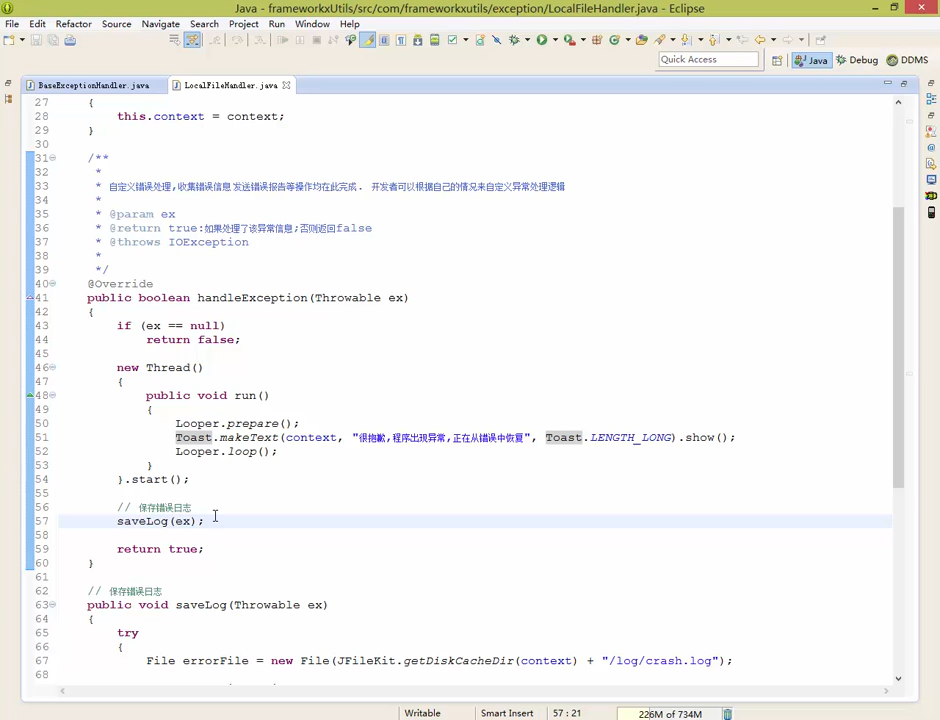 Java - frameworkxutils/src/com/frameworkxutils/exception/LocalFileHandler.java - Eclipse
File Edit Refactor Source Navigate Search Project Run Window Help
Quick Access Java Debug DDMS
BaseExceptionHandler.java LocalFileHandler.java
27 {
28 this.context = context;
29 }
30
31 /**
32 *
33 * 自定义错误处理,收集错误信息 发送错误报告等操作均在此完成. 开发者可以根据自己的情况来自定义异常处理逻辑
34 *
35 * @param ex
36 * @return true:如果处理了该异常信息;否则返回false
37 * @throws IOException
38 *
39 */
40 @Override
41 public boolean handleException(Throwable ex)
42 {
43 if (ex == null)
44 return false;
45
46 new Thread()
47 {
48 public void run()
49 {
50 Looper.prepare();
51 Toast.makeText(context, "很抱歉,程序出现异常,正在从错误中恢复", Toast.LENGTH_LONG).show();
52 Looper.loop();
53 }
54 }.start();
55
56 // 保存错误日志
57 saveLog(ex);
58
59 return true;
60 }
61
62 // 保存错误日志
63 public void saveLog(Throwable ex)
64 {
65 try
66 {
67 File errorFile = new File(JFileKit.getDiskCacheDir(context) + "/log/crash.log");
68
Writable Smart Insert 57 : 21 226M of 734M